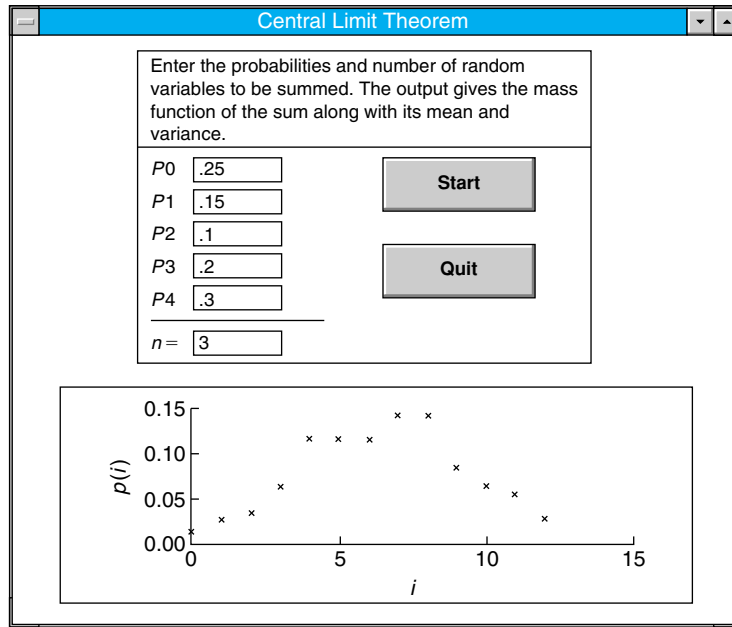 Central Limit Theorem
Enter the probabilities and number of random
variables to be summed. The output gives the mass
function of the sum along with its mean and
variance.
P0 .25
Start
P1 .15
P2 .1
P3 .2
Quit
P4 .3
n = 3
0.15
0.10
0.05
0.00
p(i)
0 5 10 15
i